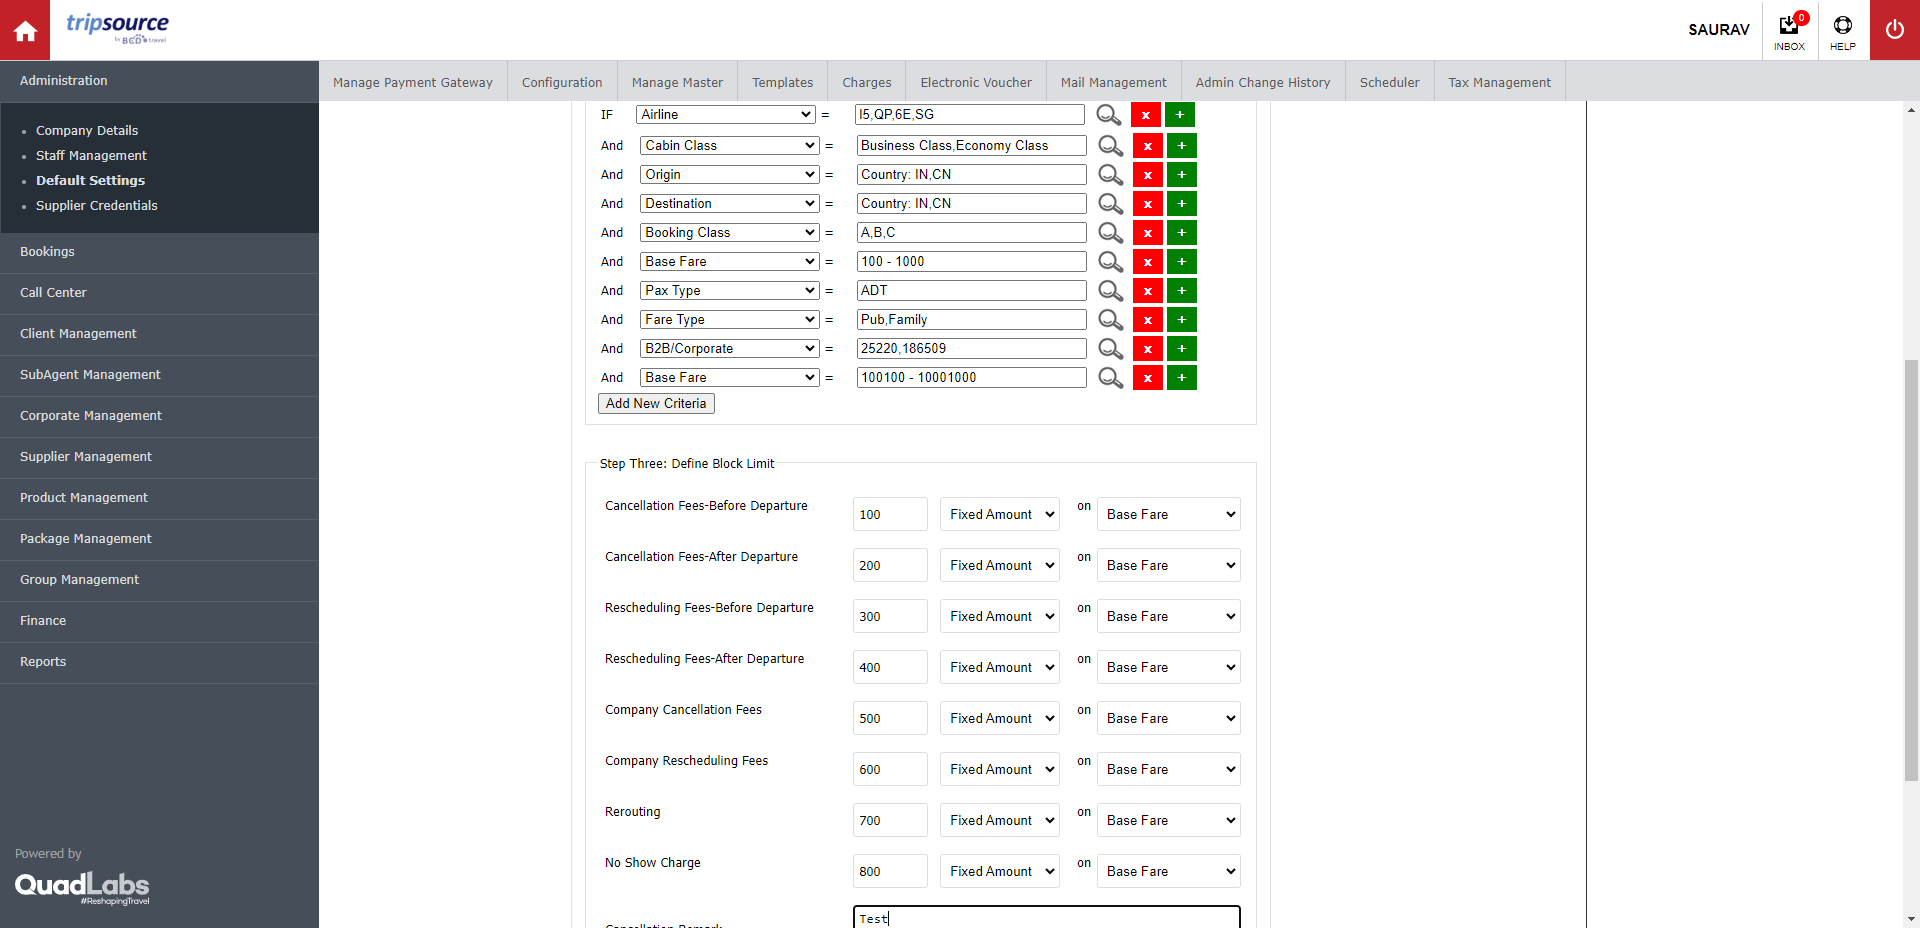 tripsource
by BCD travel
SAURAV
0
INBOX
HELP
Administration
Manage Payment Gateway
Configuration
Manage Master
Templates
Charges
Electronic Voucher
Mail Management
Admin Change History
Scheduler
Tax Management
Company Details
Staff Management
Default Settings
Supplier Credentials
Bookings
Call Center
Client Management
SubAgent Management
Corporate Management
Supplier Management
Product Management
Package Management
Group Management
Finance
Reports
Powered by
QuadLabs
#ReshapingTravel
IF Airline = I5,QP,6E,SG x +
And Cabin Class = Business Class,Economy Class x +
And Origin = Country: IN,CN x +
And Destination = Country: IN,CN x +
And Booking Class = A,B,C x +
And Base Fare = 100 - 1000 x +
And Pax Type = ADT x +
And Fare Type = Pub,Family x +
And B2B/Corporate = 25220,186509 x +
And Base Fare = 100100 - 10001000 x +
Add New Criteria
Step Three: Define Block Limit
Cancellation Fees-Before Departure 100 Fixed Amount on Base Fare
Cancellation Fees-After Departure 200 Fixed Amount on Base Fare
Rescheduling Fees-Before Departure 300 Fixed Amount on Base Fare
Rescheduling Fees-After Departure 400 Fixed Amount on Base Fare
Company Cancellation Fees 500 Fixed Amount on Base Fare
Company Rescheduling Fees 600 Fixed Amount on Base Fare
Rerouting 700 Fixed Amount on Base Fare
No Show Charge 800 Fixed Amount on Base Fare
Cancellation Remark Test